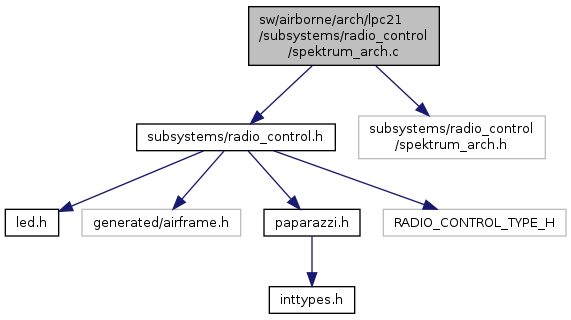 sw/airborne/arch/lpc21
/subsystems/radio_control
/spektrum_arch.c
subsystems/radio_control.h
subsystems/radio_control
/spektrum_arch.h
led.h
generated/airframe.h
paparazzi.h
RADIO_CONTROL_TYPE_H
inttypes.h